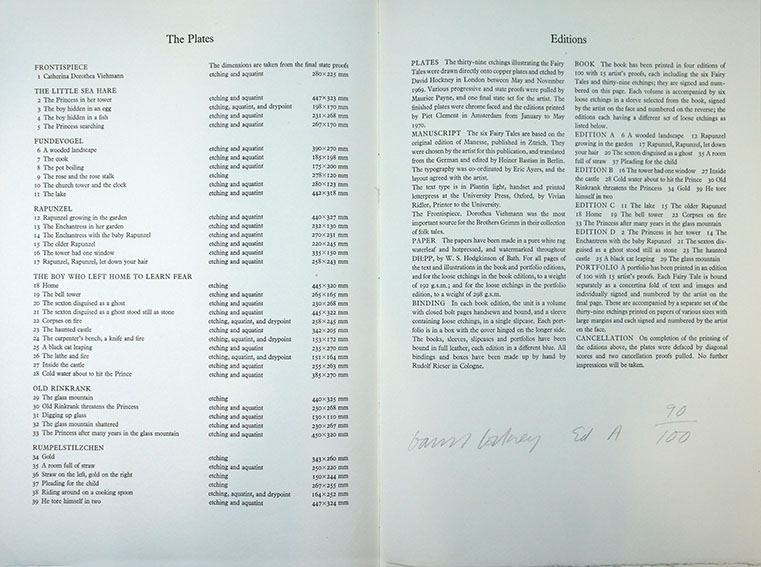 The Plates
The dimensions are taken from the final state proofs
FRONTISPIECE
1 Catherina Dorothea Viehmann etching and aquatint 280×225 mm
THE LITTLE SEA HARE
2 The Princess in her tower etching and aquatint 447×323 mm
3 The boy hidden in an egg etching, aquatint, and drypoint 198×170 mm
4 The boy hidden in a fish etching and aquatint 231×268 mm
5 The Princess searching etching and aquatint 267×170 mm
FUNDEVOGEL
6 A wooded landscape etching and aquatint 390×270 mm
7 The cook etching and aquatint 185×198 mm
8 The pot boiling etching and aquatint 175×200 mm
9 The rose and the rose stalk etching 278×120 mm
10 The church tower and the clock etching and aquatint 280×123 mm
11 The lake etching and aquatint 442×318 mm
RAPUNZEL
12 Rapunzel growing in the garden etching and aquatint 440×327 mm
13 The Enchantress in her garden etching and aquatint 232×130 mm
14 The Enchantress with the baby Rapunzel etching and aquatint 270×231 mm
15 The older Rapunzel etching and aquatint 220×245 mm
16 The tower had one window etching and aquatint 335×150 mm
17 Rapunzel, Rapunzel, let down your hair etching and aquatint 258×243 mm
THE BOY WHO LEFT HOME TO LEARN FEAR
18 Home etching 445×320 mm
19 The bell tower etching and aquatint 265×165 mm
20 The sexton disguised as a ghost etching and aquatint 230×268 mm
21 The sexton disguised as a ghost stood still as stone etching and aquatint 445×322 mm
22 Corpses on fire etching, aquatint, and drypoint 258×245 mm
23 The haunted castle etching and aquatint 342×205 mm
24 The carpenter's bench, a knife and fire etching, aquatint, and drypoint 153×172 mm
25 A black cat leaping etching and aquatint 235×270 mm
26 The lathe and fire etching, aquatint, and drypoint 151×164 mm
27 Inside the castle etching and aquatint 255×263 mm
28 Cold water about to hit the Prince etching and aquatint 385×270 mm
OLD RINKRANK
29 The glass mountain etching 440×325 mm
30 Old Rinkrank threatens the Princess etching and aquatint 230×268 mm
31 Digging up glass etching and aquatint 130×110 mm
32 The glass mountain shattered etching and aquatint 230×267 mm
33 The Princess after many years in the glass mountain etching and aquatint 450×320 mm
RUMPELSTILZCHEN
34 Gold etching 343×260 mm
35 A room full of straw etching and aquatint 250×220 mm
36 Straw on the left, gold on the right etching 150×244 mm
37 Pleading for the child etching 267×255 mm
38 Riding around on a cooking spoon etching, aquatint, and drypoint 164×252 mm
39 He tore himself in two etching and aquatint 447×324 mm
Editions
PLATES The thirty-nine etchings illustrating the Fairy
Tales were drawn directly onto copper plates and etched by
David Hockney in London between May and November
1969. Various progressive and state proofs were pulled by
Maurice Payne, and one final set for the artist. The
finished plates were chrome faced and the editions printed
by Piet Clement in Amsterdam from January to May
1970.
MANUSCRIPT The six Fairy Tales are based on the
original edition of Manesse, published in Zürich. They
were chosen by the artist for this publication, and translated
from the German and edited by Heiner Bastian in Berlin.
The typography was co-ordinated by Eric Ayers, and the
layout agreed with the artist.
The text type is in Plantin light, handset and printed
letterpress at the University Press, Oxford, by Vivian
Ridler, Printer to the University.
The Frontispiece. Dorothea Viehmann was the most
important source for the Brothers Grimm in their collection
of folk tales.
PAPER The papers have been made in a pure white rag
waterleaf and hotpressed, and watermarked throughout
DH:PP, by W. S. Hodgkinson of Bath. For all pages of
the text and illustrations in the book and portfolio editions,
and for the loose etchings in the book editions, to a weight
of 192 g.s.m.; and for the loose etchings in the portfolio
edition, to a weight of 298 g.s.m.
BINDING In each book edition, the unit is a volume
with closed bolt pages handsewn and bound, and a sleeve
containing loose etchings, in a single slipcase. Each port-
folio is in a box with the cover hinged on the longer side.
The books, sleeves, slipcases and portfolios have been
bound in full leather, each edition in a different blue. All
bindings and boxes have been made up by hand by
Rudolf Rieser in Cologne.
BOOK The book has been printed in four editions of
100 with 15 artist's proofs, each including the six Fairy
Tales and thirty-nine etchings; they are signed and num-
bered on this page. Each volume is accompanied by six
loose etchings in a sleeve selected from the book, signed
by the artist on the face and numbered on the reverse; the
editions each having a different set of loose etchings as
listed below.
EDITION A 6 A wooded landscape 12 Rapunzel
growing in the garden 17 Rapunzel, Rapunzel, let down
your hair 20 The sexton disguised as a ghost 35 A room
full of straw 37 Pleading for the child
EDITION B 16 The tower had one window 27 Inside
the castle 28 Cold water about to hit the Prince 30 Old
Rinkrank threatens the Princess 34 Gold 39 He tore
himself in two
EDITION C 11 The lake 15 The older Rapunzel
18 Home 19 The bell tower 22 Corpses on fire
33 The Princess after many years in the glass mountain
EDITION D 2 The Princess in her tower 14 The
Enchantress with the baby Rapunzel 21 The sexton dis-
guised as a ghost still as stone 23 The haunted
castle 25 A black cat leaping 29 The glass mountain
PORTFOLIO A portfolio has been printed in an edition
of 100 with 15 artist's proofs. Each Fairy Tale is bound
separately as a concertina fold of text and images and
individually signed and numbered by the artist on the
final page. These are accompanied by a separate set of the
thirty-nine etchings printed on papers of various sizes with
large margins and each signed and numbered by the artist
on the face.
CANCELLATION On completion of the printing of
the editions above, the plates were defaced by diagonal
scores and two cancellation proofs pulled. No further
impressions will be taken.
David Hockney Ed A 90/100